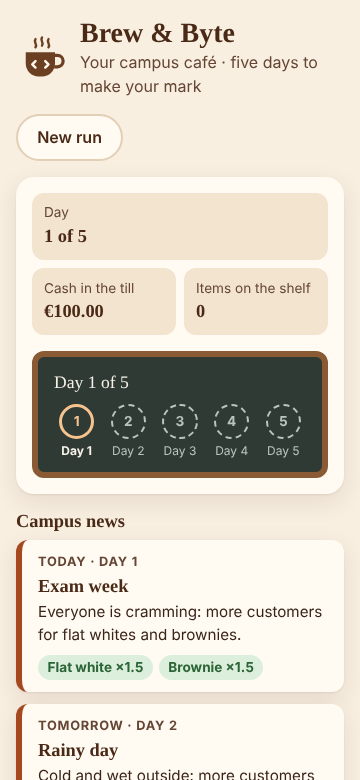 Brew & Byte
Your campus café · five days to
make your mark
New run
Day
1 of 5
Cash in the till
€100.00
Items on the shelf
0
Day 1 of 5
1 2 3 4 5
Day 1 Day 2 Day 3 Day 4 Day 5
Campus news
TODAY · DAY 1
Exam week
Everyone is cramming: more customers
for flat whites and brownies.
Flat white ×1.5 Brownie ×1.5
TOMORROW · DAY 2
Rainy day
Cold and wet outside: more customers